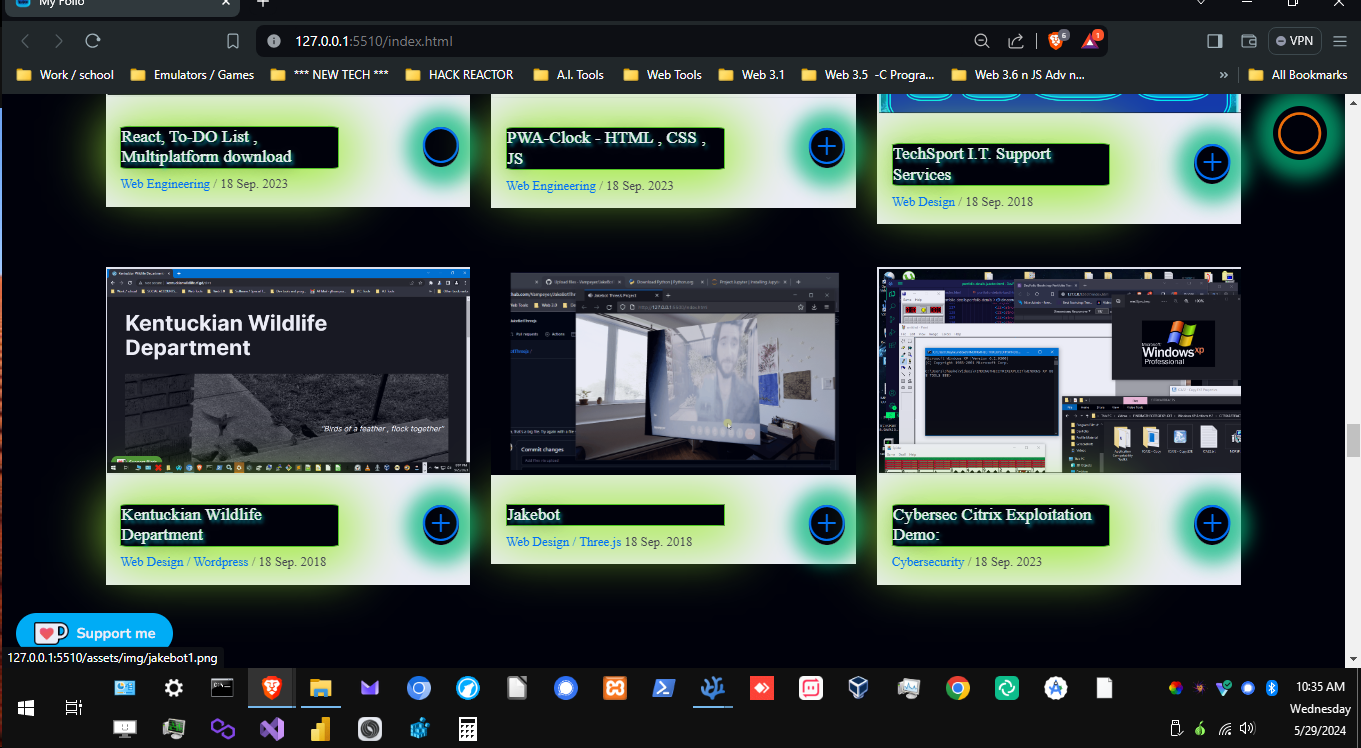 My Folio
127.0.0.1:5510/index.html
6
1
VPN
Work / school
Emulators / Games
*** NEW TECH ***
HACK REACTOR
A.I. Tools
Web Tools
Web 3.1
Web 3.5 -C Progra...
Web 3.6 n JS Adv n...
»
All Bookmarks
React, To-DO List ,
Multiplatform download
Web Engineering / 18 Sep. 2023
PWA-Clock - HTML , CSS ,
JS
Web Engineering / 18 Sep. 2023
TechSport I.T. Support
Services
Web Design / 18 Sep. 2018
Kentuckian Wildlife
Department
"Birds of a feather , flock together"
Commit changes
Microsoft
Windows xp
Professional
Kentuckian Wildlife
Department
Web Design / Wordpress / 18 Sep. 2018
Jakebot
Web Design / Three.js 18 Sep. 2018
Cybersec Citrix Exploitation
Demo:
Cybersecurity / 18 Sep. 2023
Support me
127.0.0.1:5510/assets/img/jakebot1.png
10:35 AM
Wednesday
5/29/2024